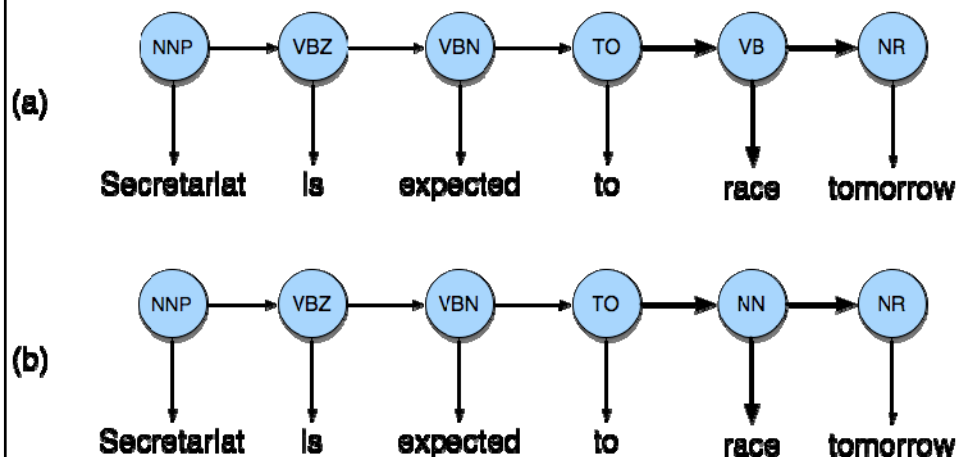 NNP VBZ VBN TO VB NR
(a)
Secretariat is expected to race tomorrow
NNP VBZ VBN TO NN NR
(b)
Secretariat is expected to race tomorrow